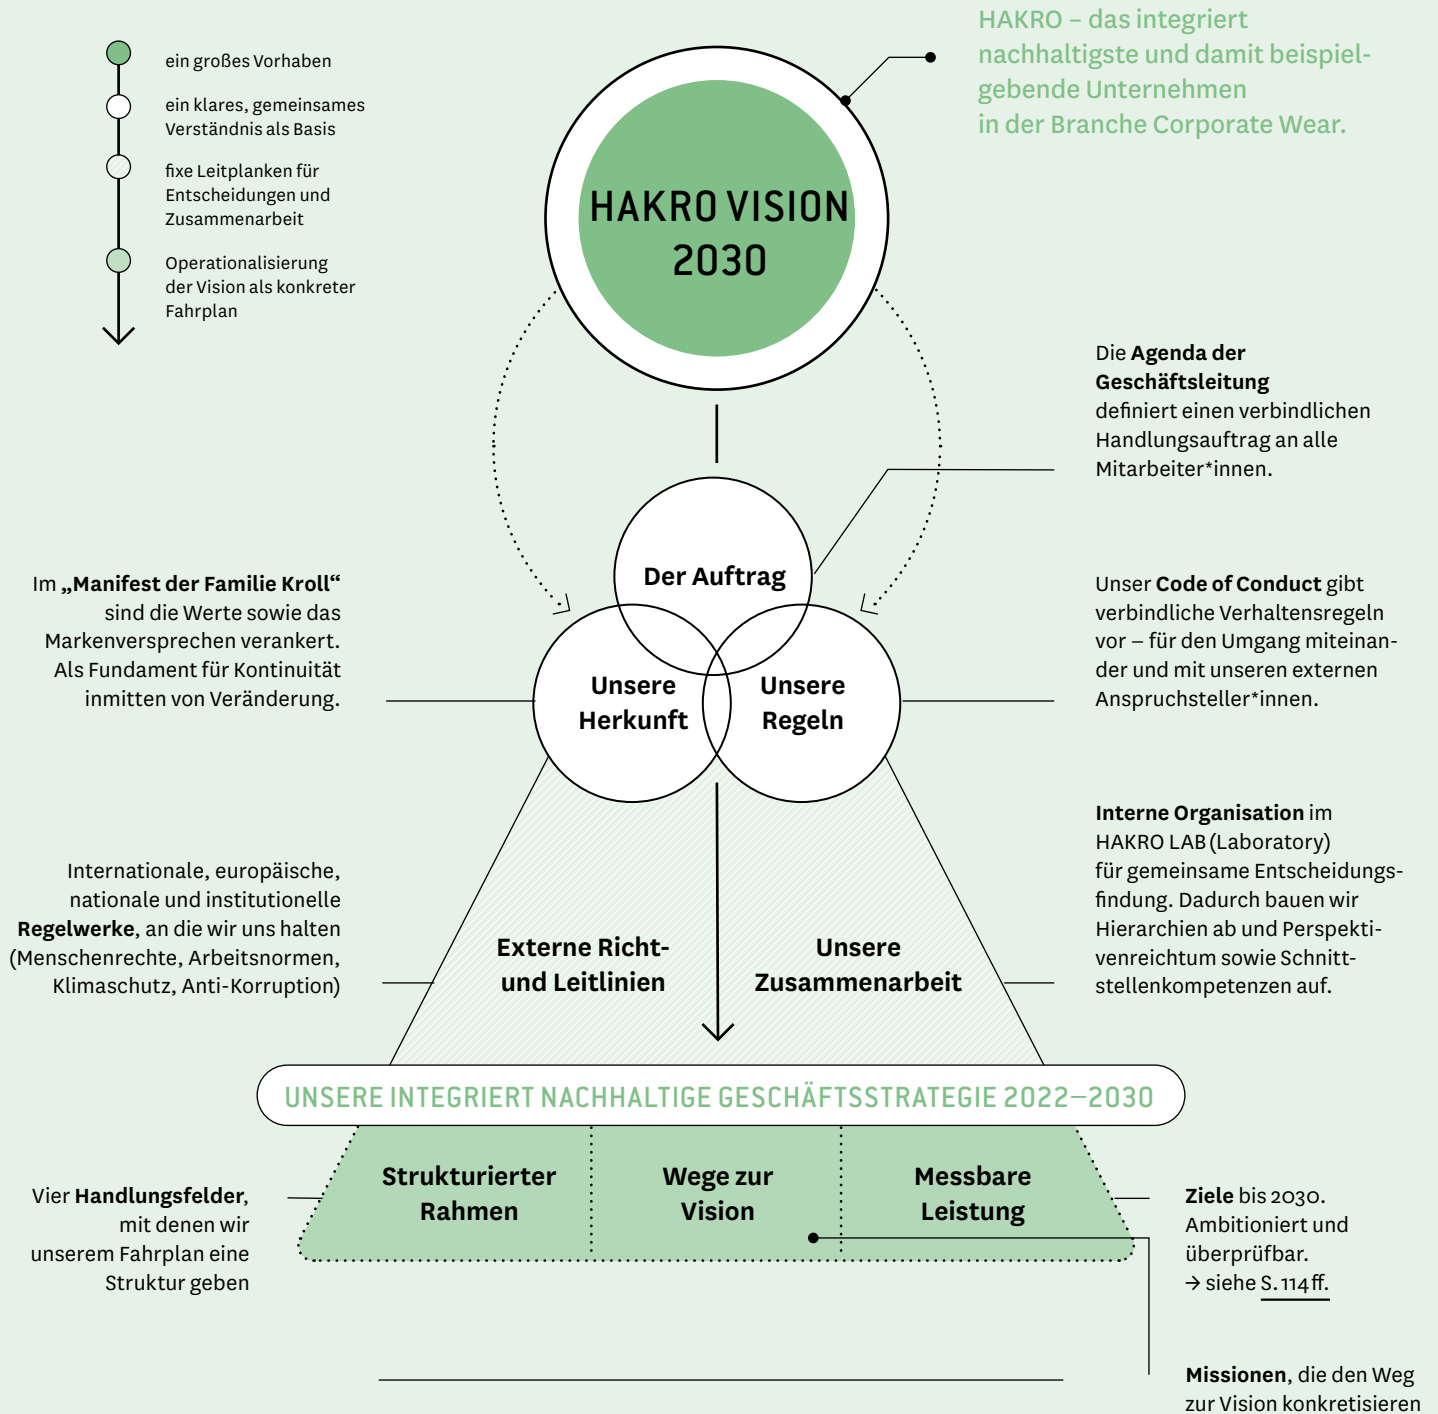 HAKRO – das integriert
nachhaltigste und damit beispiel-
gebende Unternehmen
in der Branche Corporate Wear.
ein großes Vorhaben
ein klares, gemeinsames
Verständnis als Basis
fixe Leitplanken für
Entscheidungen und
Zusammenarbeit
Operationalisierung
der Vision als konkreter
Fahrplan
HAKRO VISION
2030
Die Agenda der
Geschäftsleitung
definiert einen verbindlichen
Handlungsauftrag an alle
Mitarbeiter*innen.
Der Auftrag
Im „Manifest der Familie Kroll“
sind die Werte sowie das
Markenversprechen verankert.
Als Fundament für Kontinuität
inmitten von Veränderung.
Unsere
Herkunft
Unsere
Regeln
Unser Code of Conduct gibt
verbindliche Verhaltensregeln
vor – für den Umgang miteinan-
der und mit unseren externen
Anspruchsteller*innen.
Internationale, europäische,
nationale und institutionelle
Regelwerke, an die wir uns halten
(Menschenrechte, Arbeitsnormen,
Klimaschutz, Anti-Korruption)
Externe Richt-
und Leitlinien
Unsere
Zusammenarbeit
Interne Organisation im
HAKRO LAB (Laboratory)
für gemeinsame Entscheidungs-
findung. Dadurch bauen wir
Hierarchien ab und Perspekti-
venreichtum sowie Schnitt-
stellenkompetenzen auf.
UNSERE INTEGRIERT NACHHALTIGE GESCHÄFTSSTRATEGIE 2022–2030
Vier Handlungsfelder,
mit denen wir
unserem Fahrplan eine
Struktur geben
Strukturierter
Rahmen
Wege zur
Vision
Messbare
Leistung
Ziele bis 2030.
Ambitioniert und
überprüfbar.
→ siehe S. 114 ff.
Missionen, die den Weg
zur Vision konkretisieren